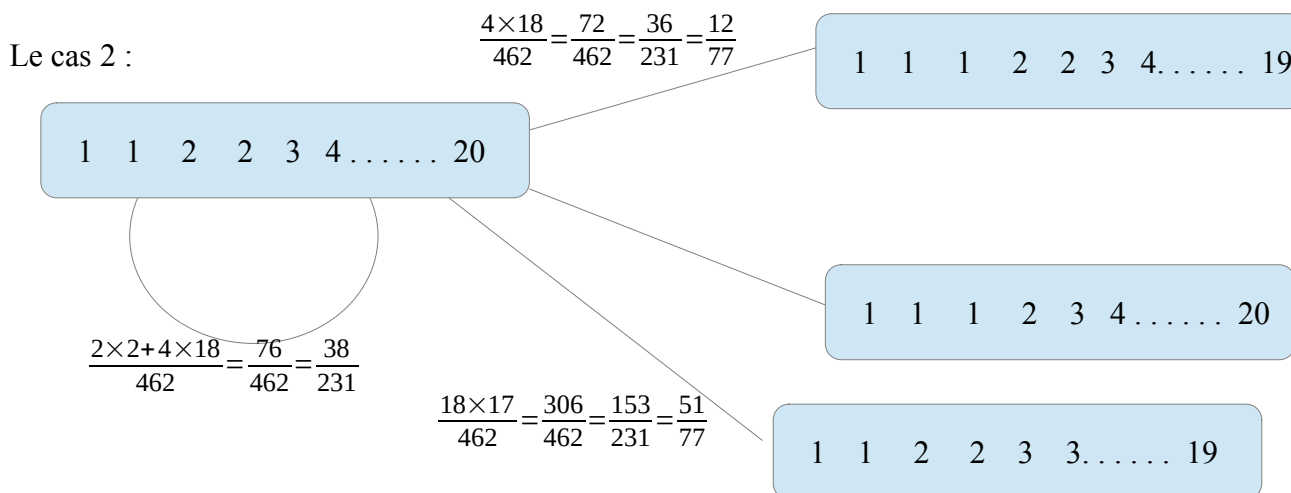 Le cas 2 :
4×18/462=72/462=36/231=12/77
1 1 1 2 2 3 4. . . . . . 19
1 1 2 2 3 4 . . . . . . 20
1 1 1 2 3 4 . . . . . . 20
2×2+4×18/462=76/462=38/231
18×17/462=306/462=153/231=51/77
1 1 2 2 3 3. . . . . . 19